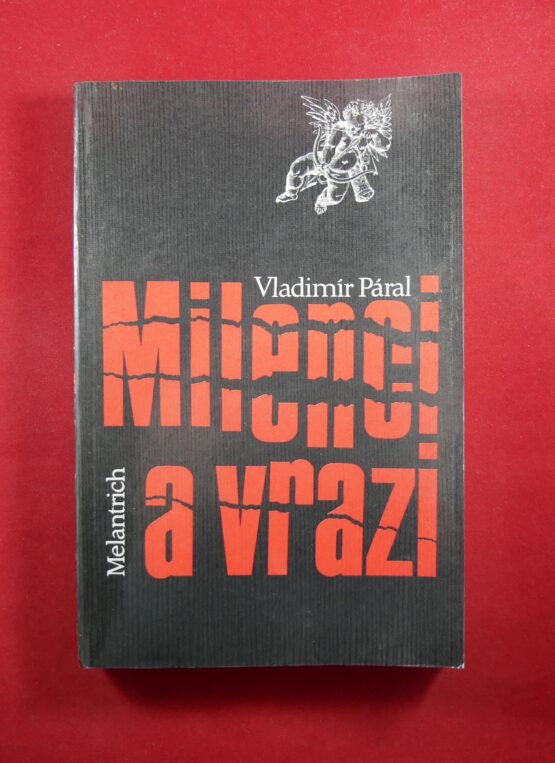 Vladimír Páral
Milenci
a vrazi
Melantrich